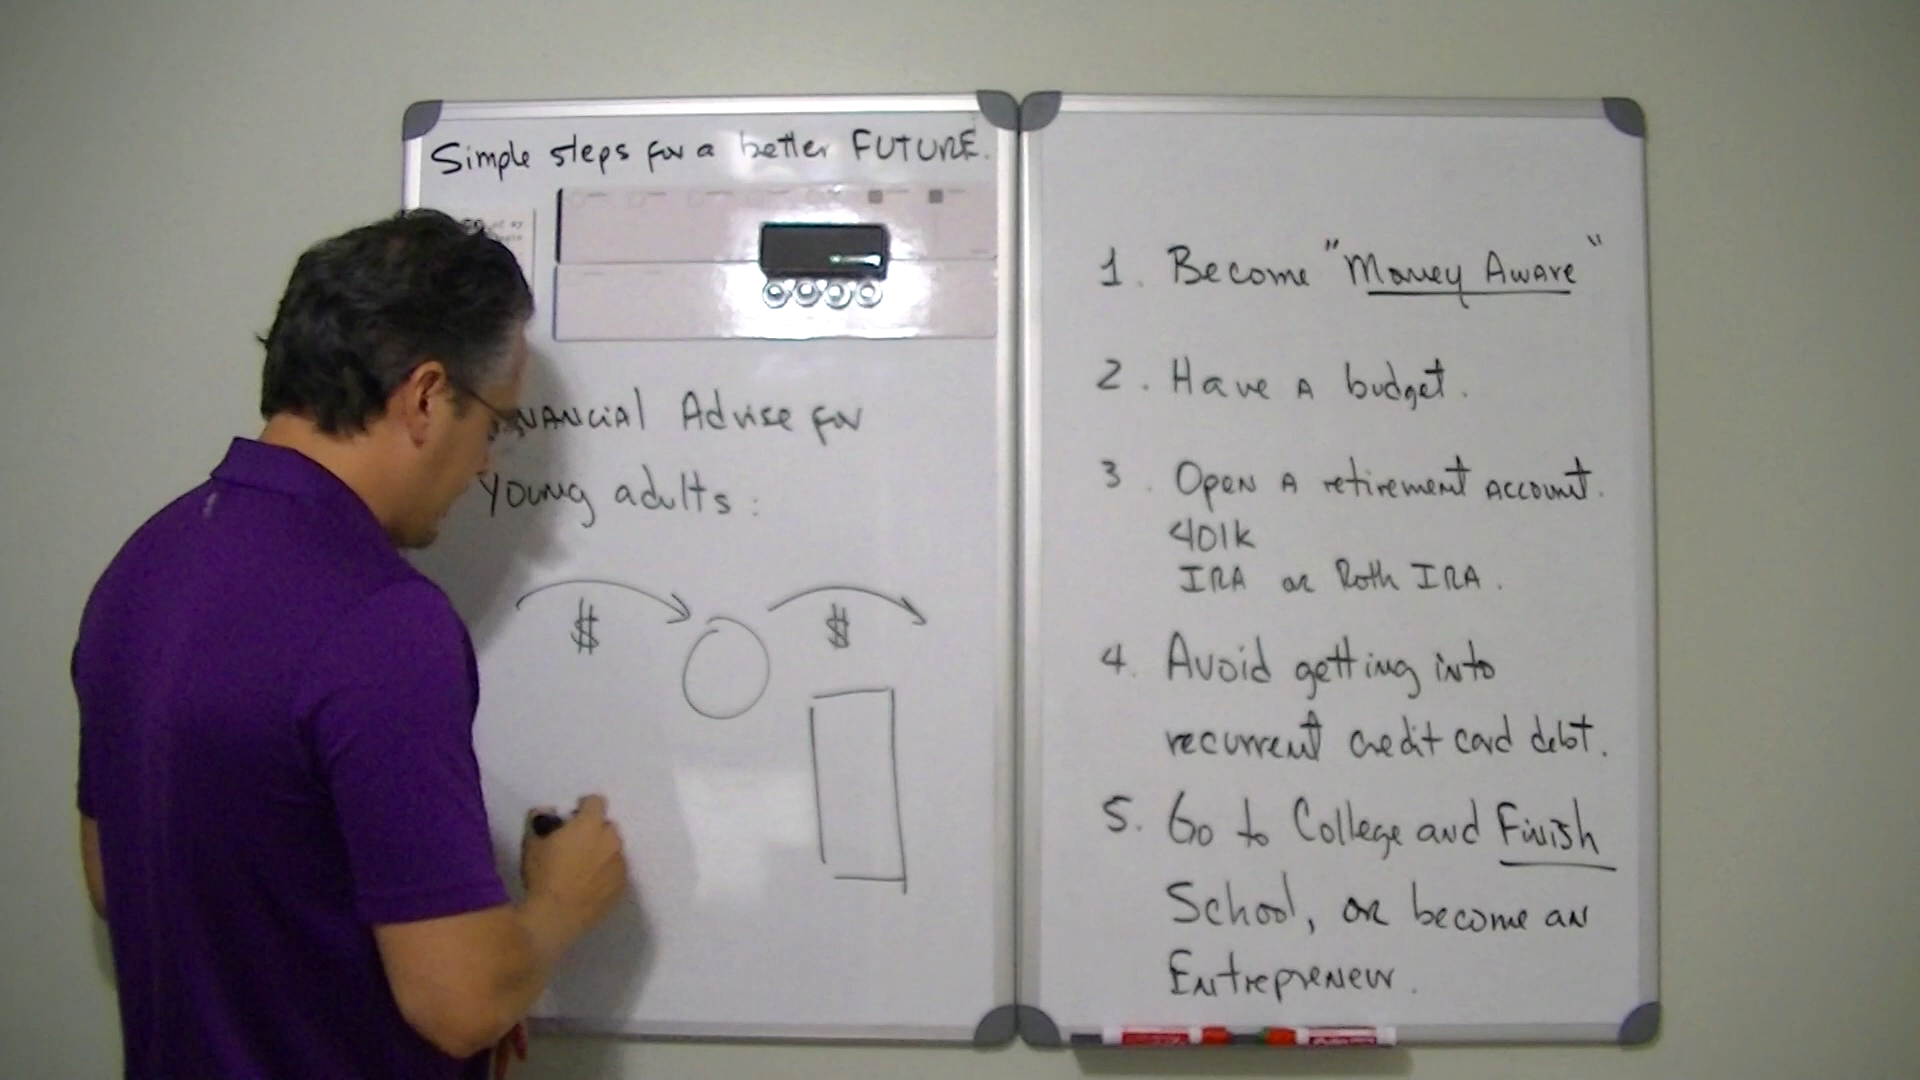 Simple steps for a better FUTURE.
Financial Advise for
Young adults:
$ $
1. Become "Money Aware"
2. Have a budget.
3. Open a retirement account.
401k
IRA or Roth IRA.
4. Avoid getting into
recurrent credit card debt.
5. Go to College and Finish
School, or become an
Entrepreneur.